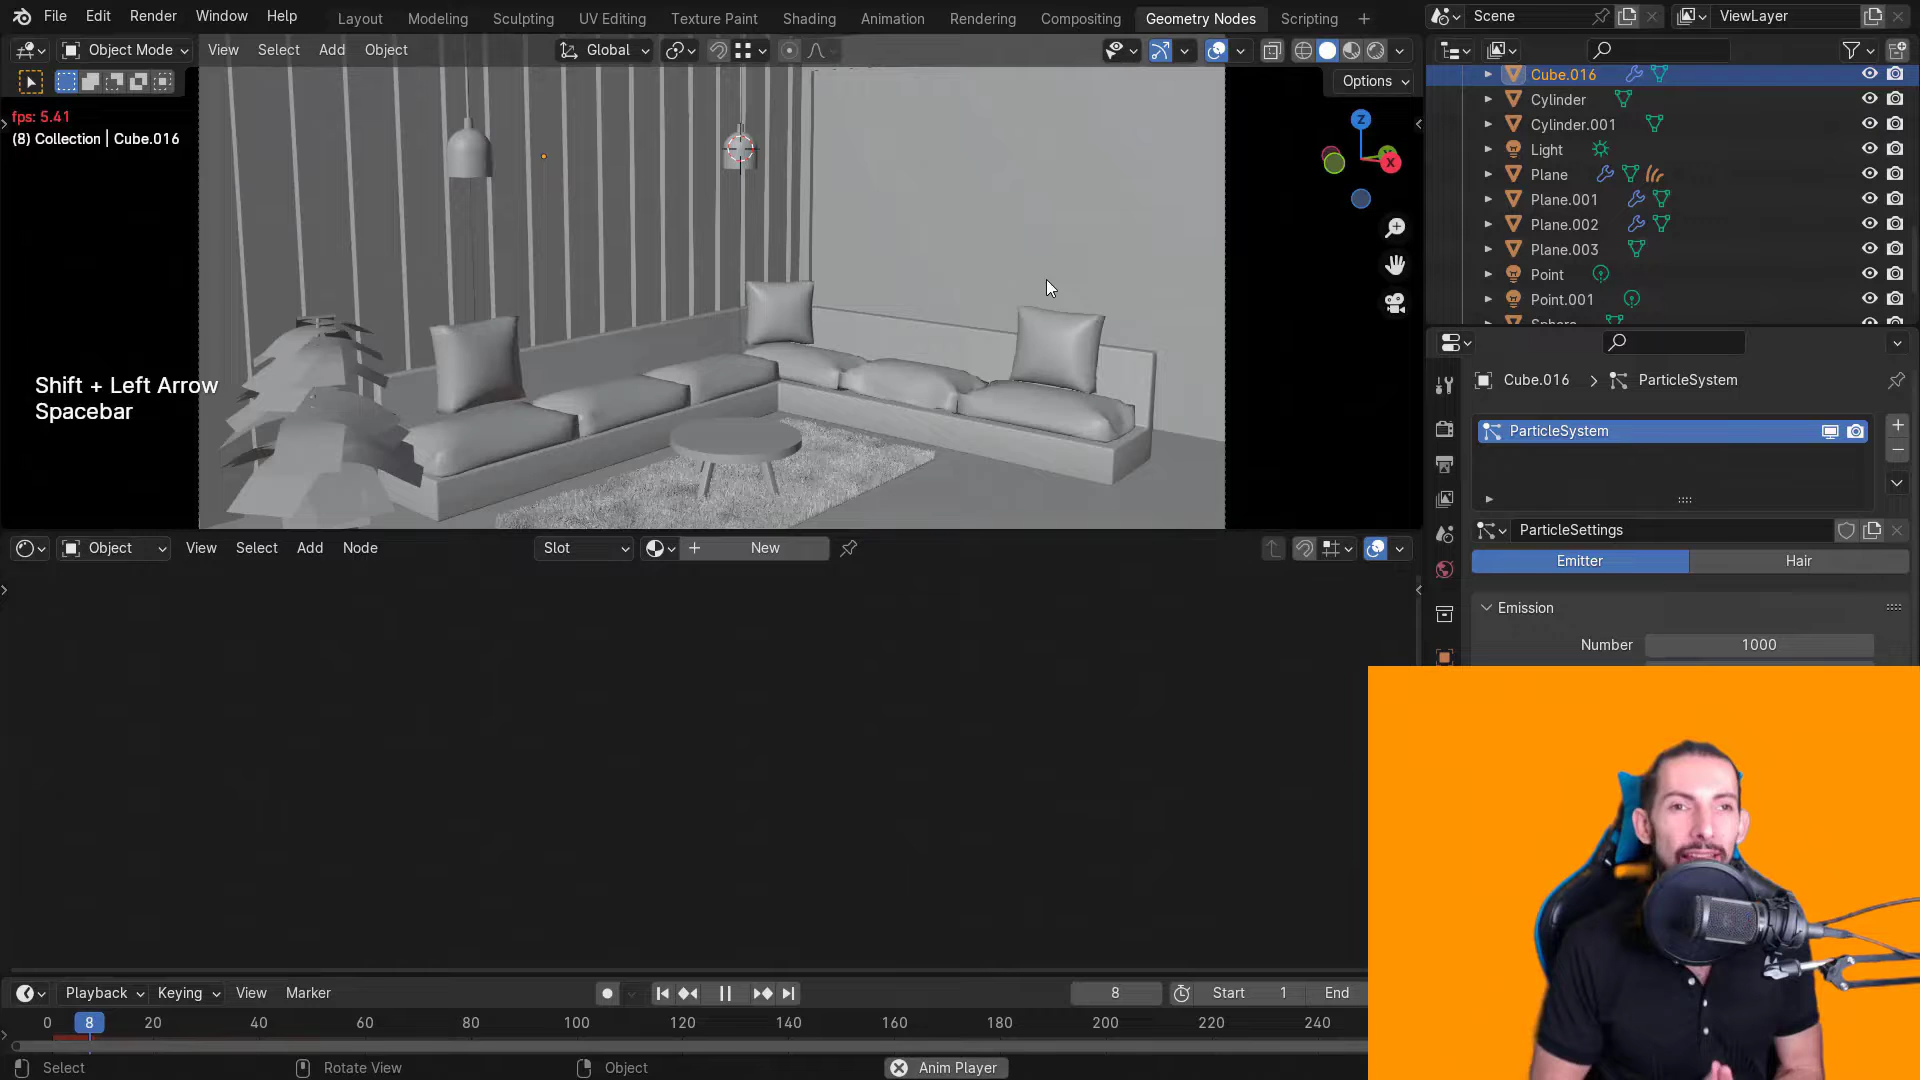 File Edit Render Window Help Layout Modeling Sculpting UV Editing Texture Paint Shading Animation Rendering Compositing Geometry Nodes Scripting Scene ViewLayer
Object Mode View Select Add Object Global
Options
fps: 5.41
(8) Collection | Cube.016
Z
X
Shift + Left Arrow
Spacebar
Cube.016
Cylinder
Cylinder.001
Light
Plane
Plane.001
Plane.002
Plane.003
Point
Point.001
Cube.016 ParticleSystem
ParticleSystem
ParticleSettings
Emitter Hair
Emission
Number 1000
Object View Select Add Node Slot New
Playback Keying View Marker 8 Start 1 End
0 8 20 40 60 80 100 120 140 160 180 200 220 240
Select Rotate View Object Anim Player